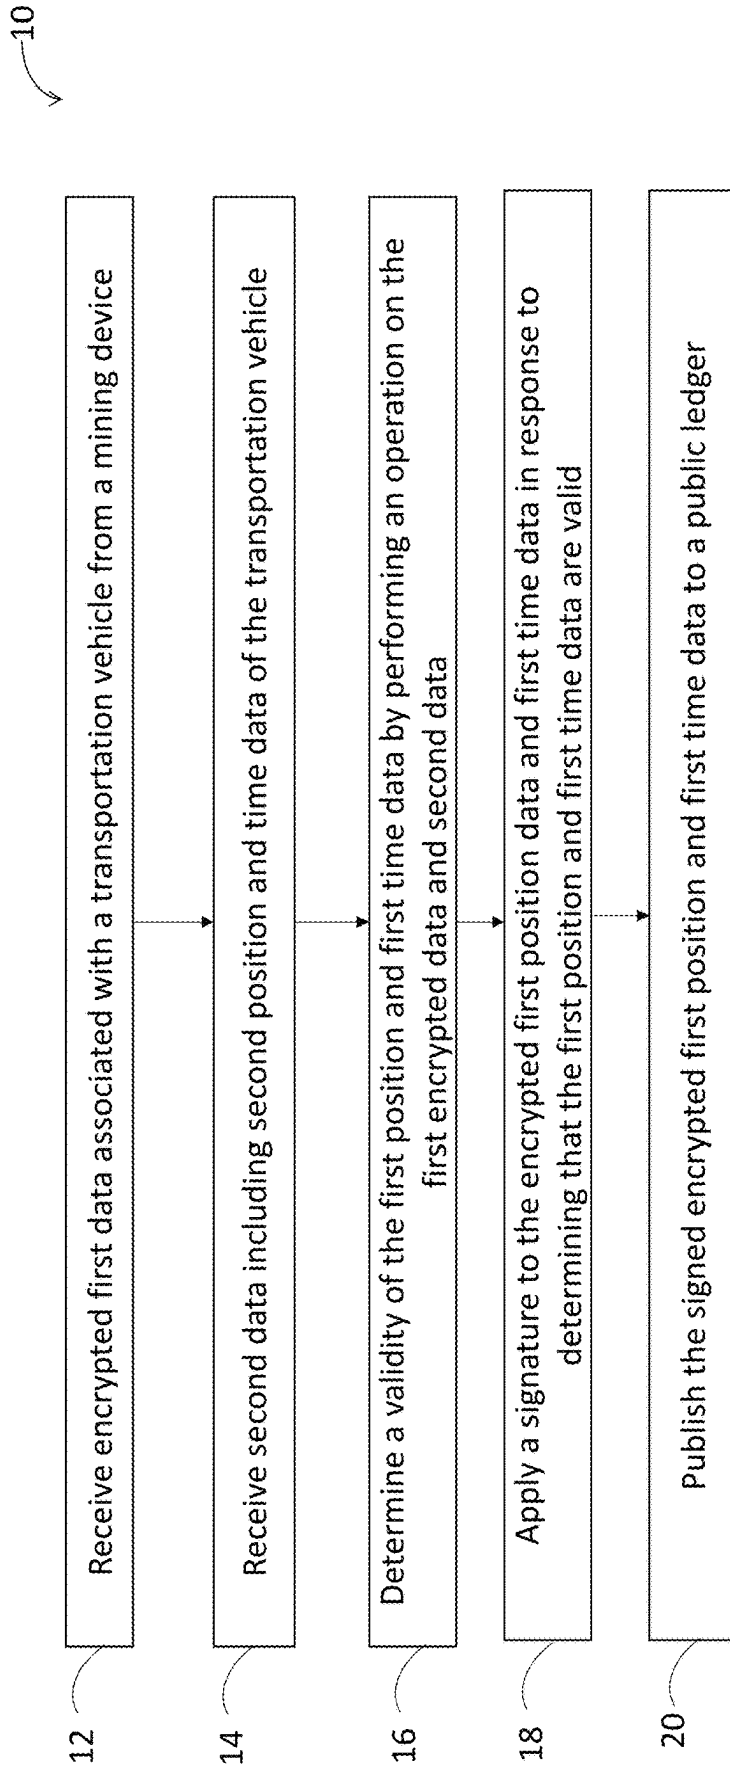 10
12
Receive encrypted first data associated with a transportation vehicle from a mining device
14
Receive second data including second position and time data of the transportation vehicle
16
Determine a validity of the first position and first time data by performing an operation on the
first encrypted data and second data
18
Apply a signature to the encrypted first position data and first time data in response to
determining that the first position and first time data are valid
20
Publish the signed encrypted first position and first time data to a public ledger